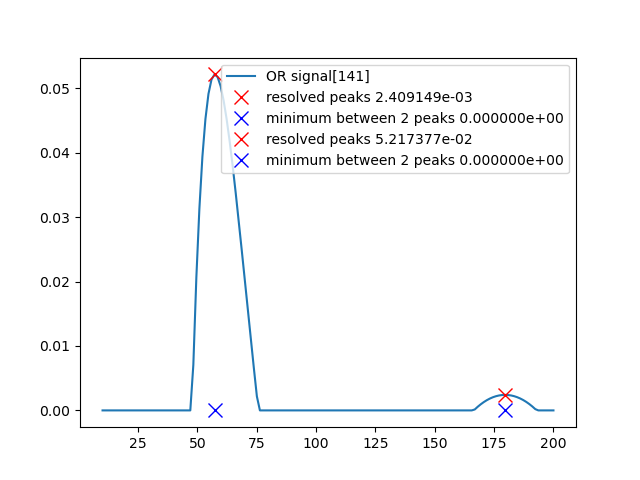 OR signal[141]
resolved peaks 2.409149e-03
minimum between 2 peaks 0.000000e+00
resolved peaks 5.217377e-02
minimum between 2 peaks 0.000000e+00
0.05
0.04
0.03
0.02
0.01
0.00
25 50 75 100 125 150 175 200